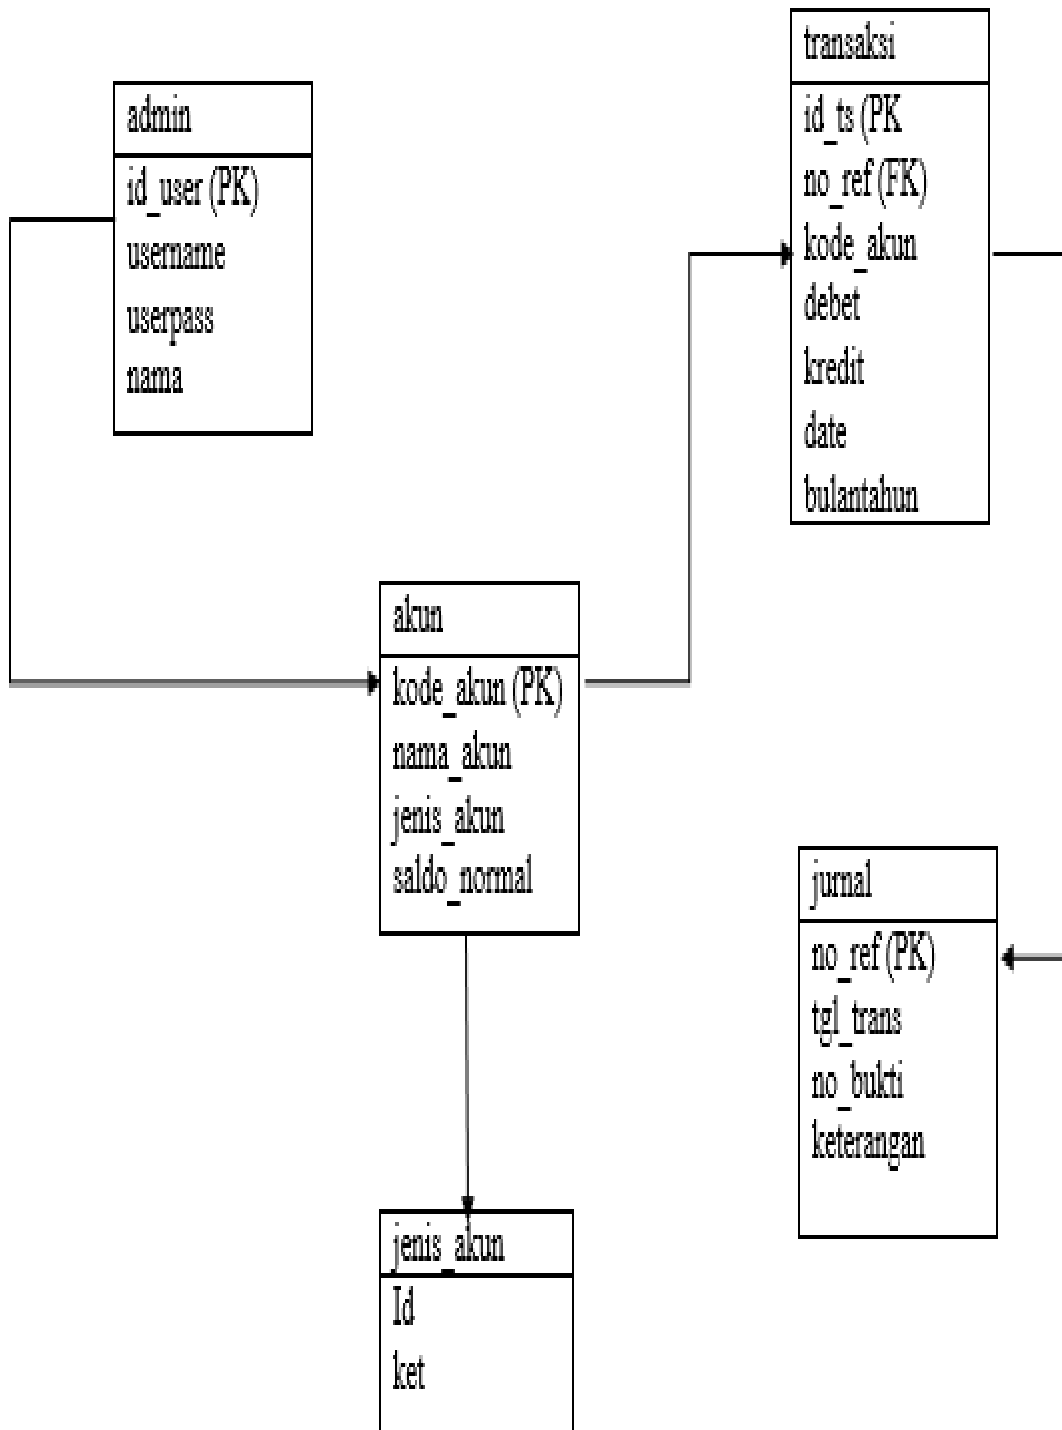 admin
id_user (PK)
username
userpass
nama
transaksi
id_ts (PK
no_ref (FK)
kode_akun
debet
kredit
date
bulantahun
akun
kode_akun (PK)
nama_akun
jenis_akun
saldo_normal
jurnal
no_ref (PK)
tgl_trans
no_bukti
keterangan
jenis_akun
Id
ket